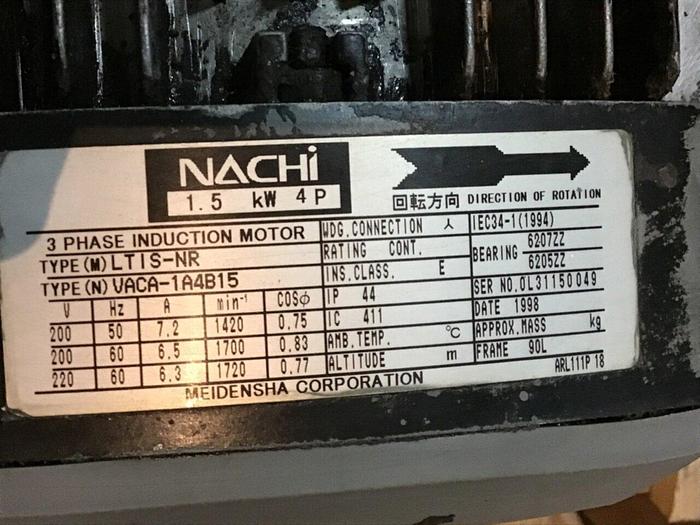 NACHi
1.5 kW 4P
回転方向 DIRECTION OF ROTATION
3 PHASE INDUCTION MOTOR
TYPE (M) LTIS-NR
TYPE (N) VACA-1A4B15
V Hz A min⁻¹ COSϕ
200 50 7.2 1420 0.75
200 60 6.5 1700 0.83
220 60 6.3 1720 0.77
WDG.CONNECTION 人
RATING CONT.
INS.CLASS. E
IP 44
IC 411
AMB.TEMP. ℃
ALTITUDE m
IEC34-1(1994)
BEARING 6207ZZ
6205ZZ
SER NO.0L31150049
DATE 1998
APPROX.MASS kg
FRAME 90L
MEIDENSHA CORPORATION
ARL111P 18